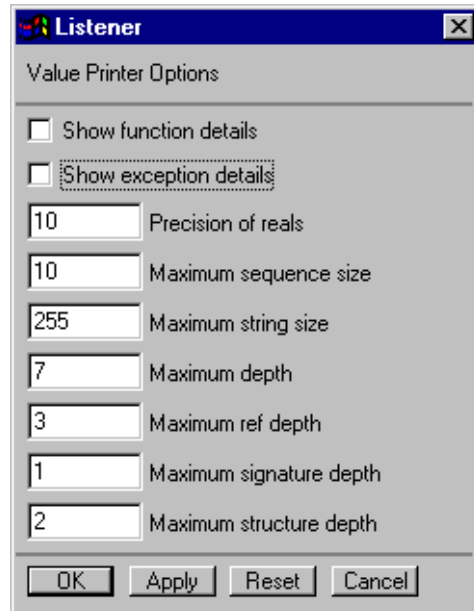 Listener
Value Printer Options
Show function details
Show exception details
10 Precision of reals
10 Maximum sequence size
255 Maximum string size
7 Maximum depth
3 Maximum ref depth
1 Maximum signature depth
2 Maximum structure depth
OK Apply Reset Cancel